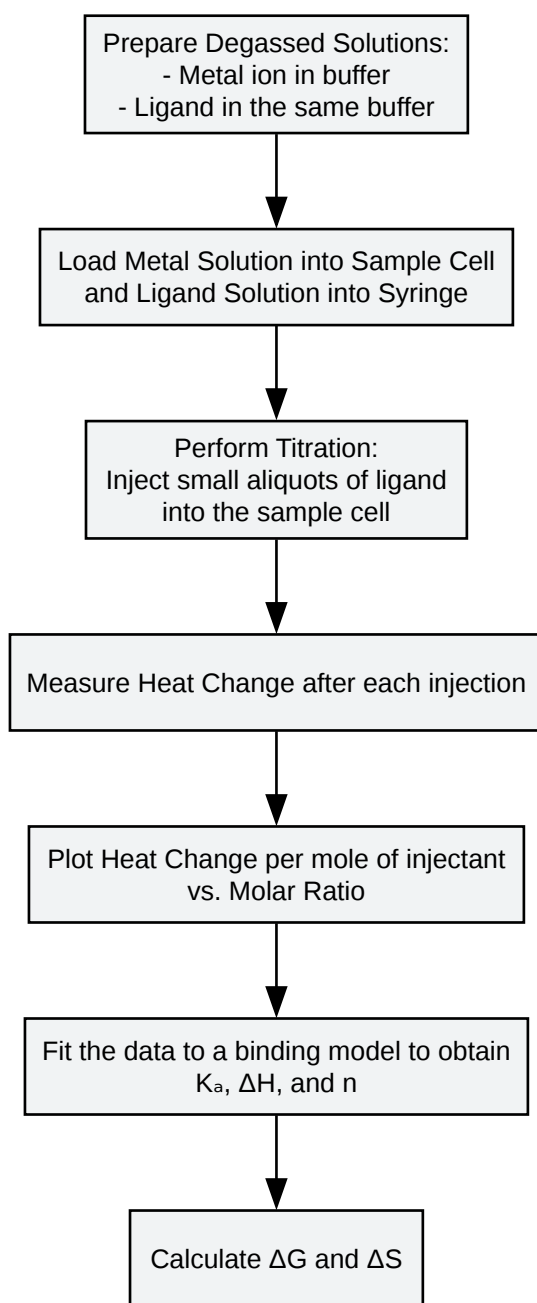 Prepare Degassed Solutions:
- Metal ion in buffer
- Ligand in the same buffer
Load Metal Solution into Sample Cell
and Ligand Solution into Syringe
Perform Titration:
Inject small aliquots of ligand
into the sample cell
Measure Heat Change after each injection
Plot Heat Change per mole of injectant
vs. Molar Ratio
Fit the data to a binding model to obtain
Kₐ, ΔH, and n
Calculate ΔG and ΔS